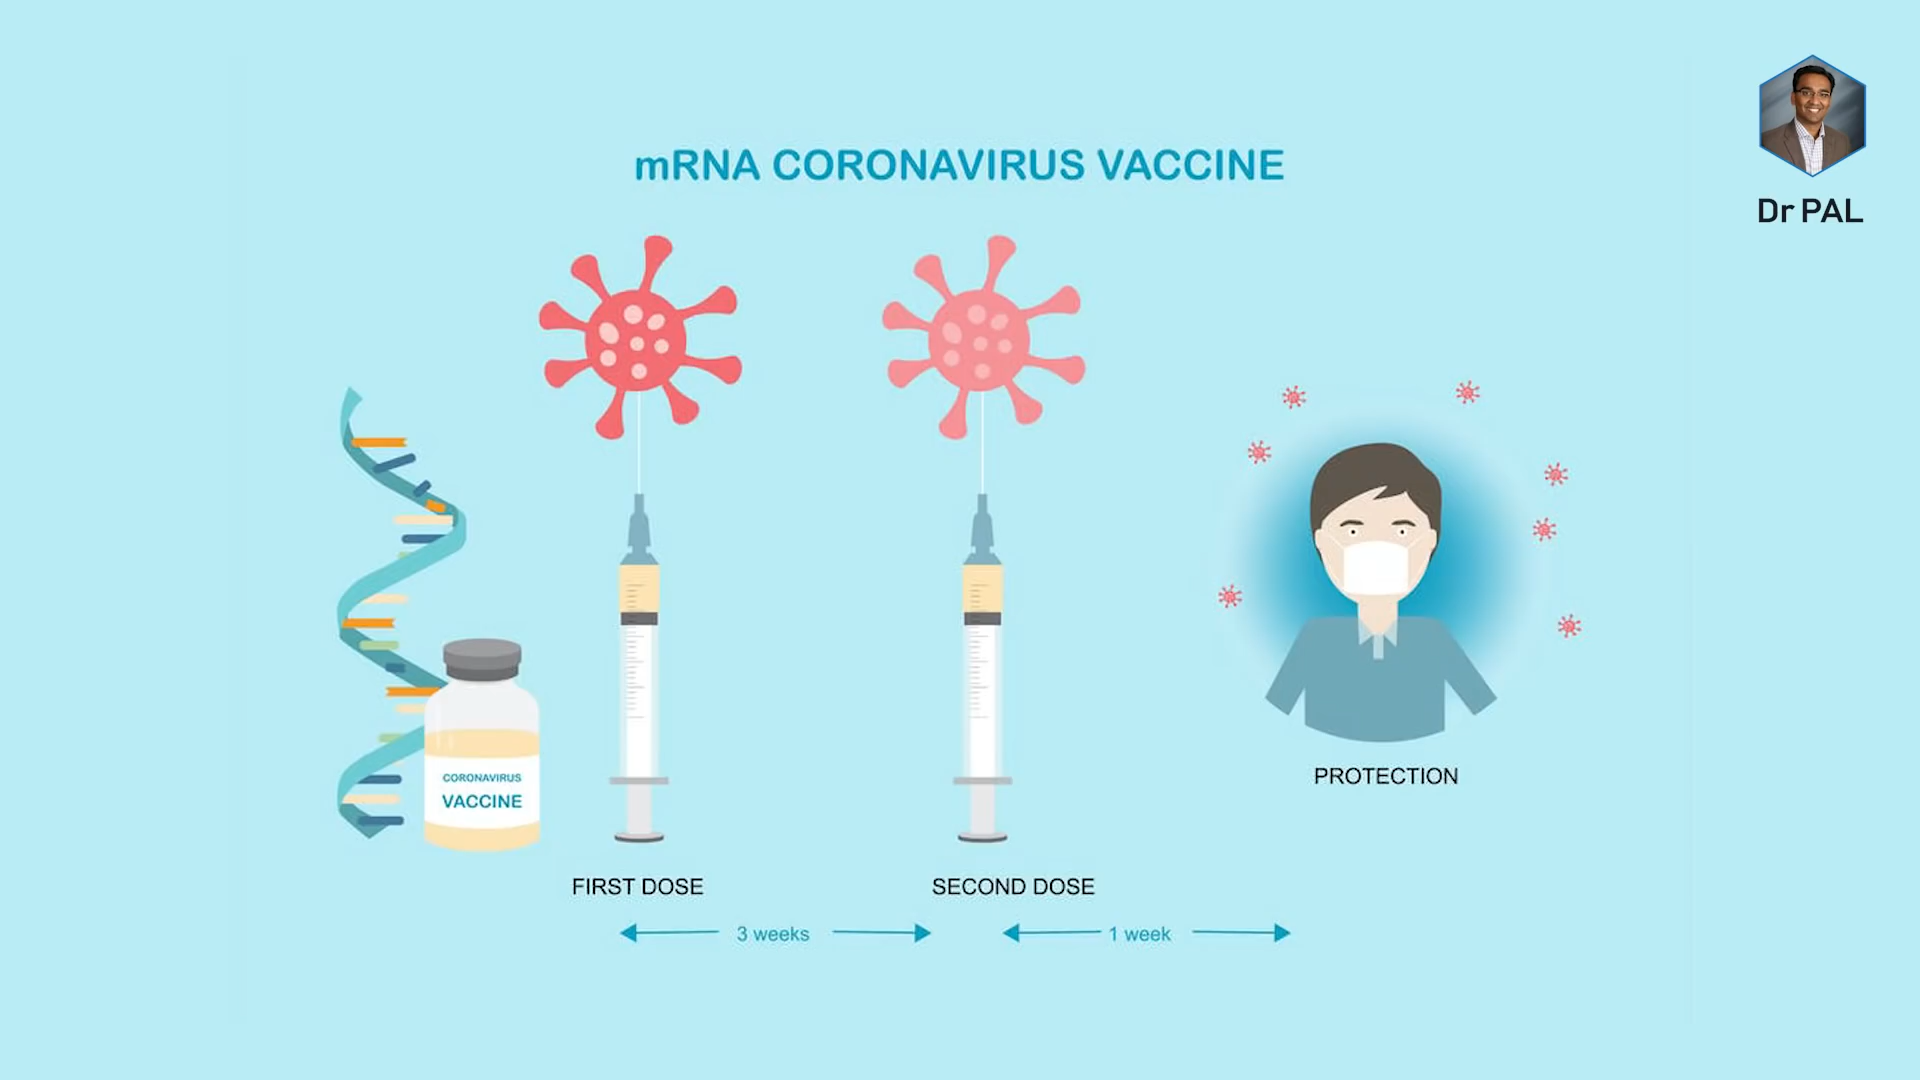 mRNA CORONAVIRUS VACCINE
Dr PAL
CORONAVIRUS
VACCINE
PROTECTION
FIRST DOSE
SECOND DOSE
3 weeks
1 week